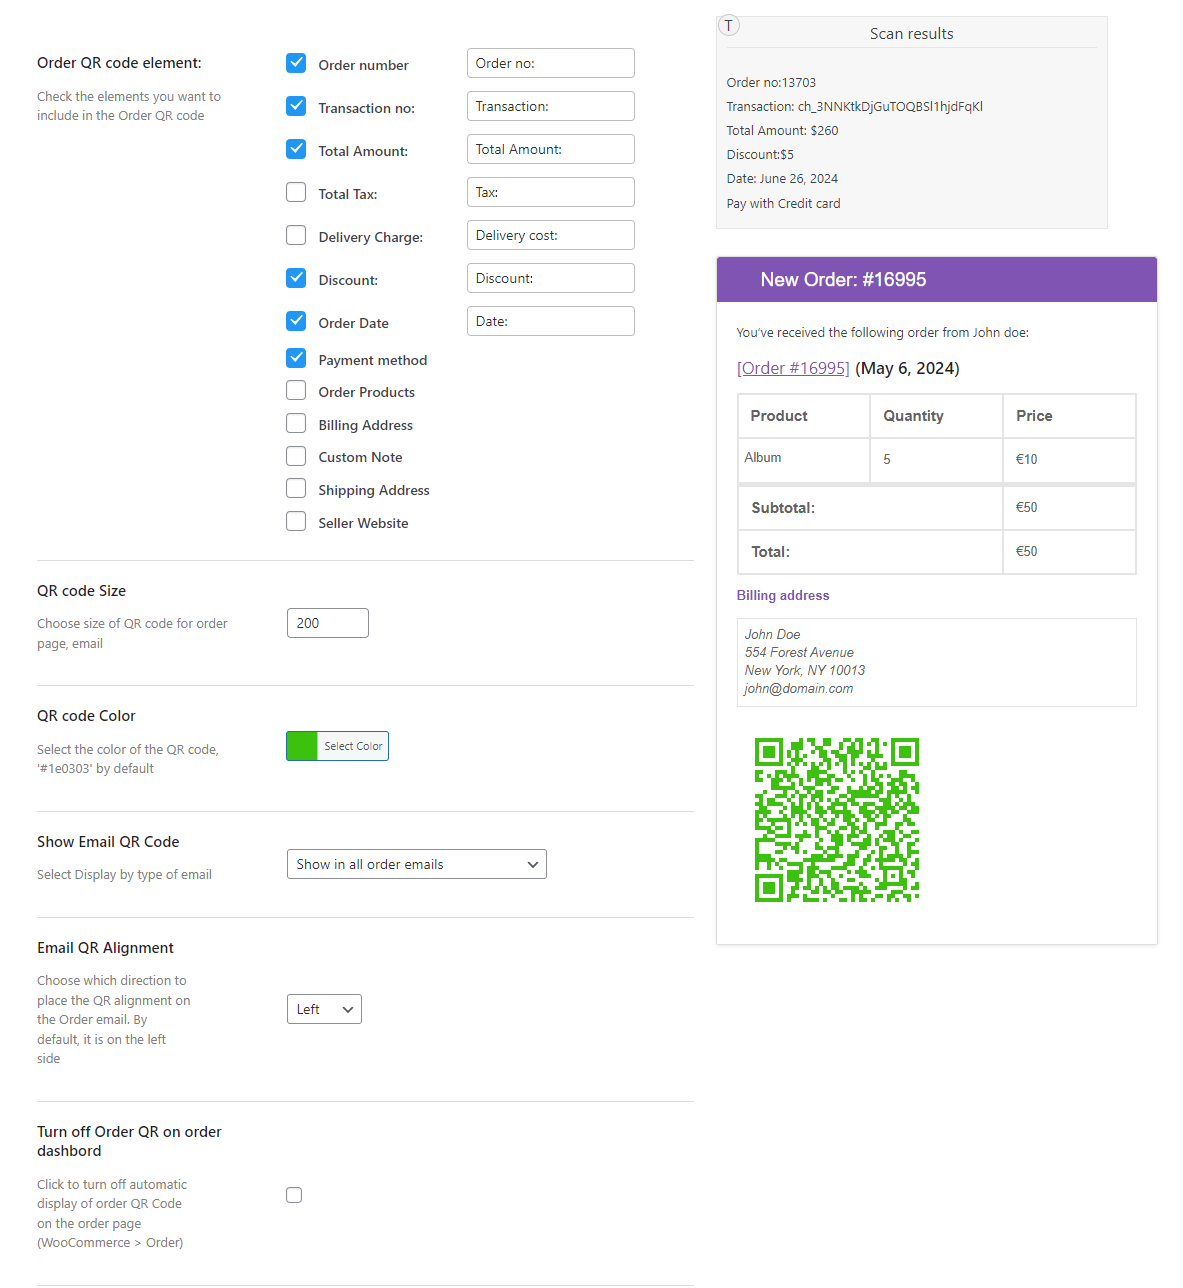 Order QR code element:
Check the elements you want to
include in the Order QR code
Order number
Order no:
Transaction no:
Transaction:
Total Amount:
Total Amount:
Total Tax:
Tax:
Delivery Charge:
Delivery cost:
Discount:
Discount:
Order Date
Date:
Payment method
Order Products
Billing Address
Custom Note
Shipping Address
Seller Website
QR code Size
Choose size of QR code for order
page, email
200
QR code Color
Select the color of the QR code,
'#1e0303' by default
Select Color
Show Email QR Code
Select Display by type of email
Show in all order emails
Email QR Alignment
Choose which direction to
place the QR alignment on
the Order email. By
default, it is on the left
side
Left
Turn off Order QR on order
dashbord
Click to turn off automatic
display of order QR Code
on the order page
(WooCommerce > Order)
T
Scan results
Order no:13703
Transaction: ch_3NNKtkDjGuTOQBSl1hjdFqKl
Total Amount: $260
Discount:$5
Date: June 26, 2024
Pay with Credit card
New Order: #16995
You've received the following order from John doe:
[Order #16995] (May 6, 2024)
Product Quantity Price
Album 5 €10
Subtotal: €50
Total: €50
Billing address
John Doe
554 Forest Avenue
New York, NY 10013
john@domain.com